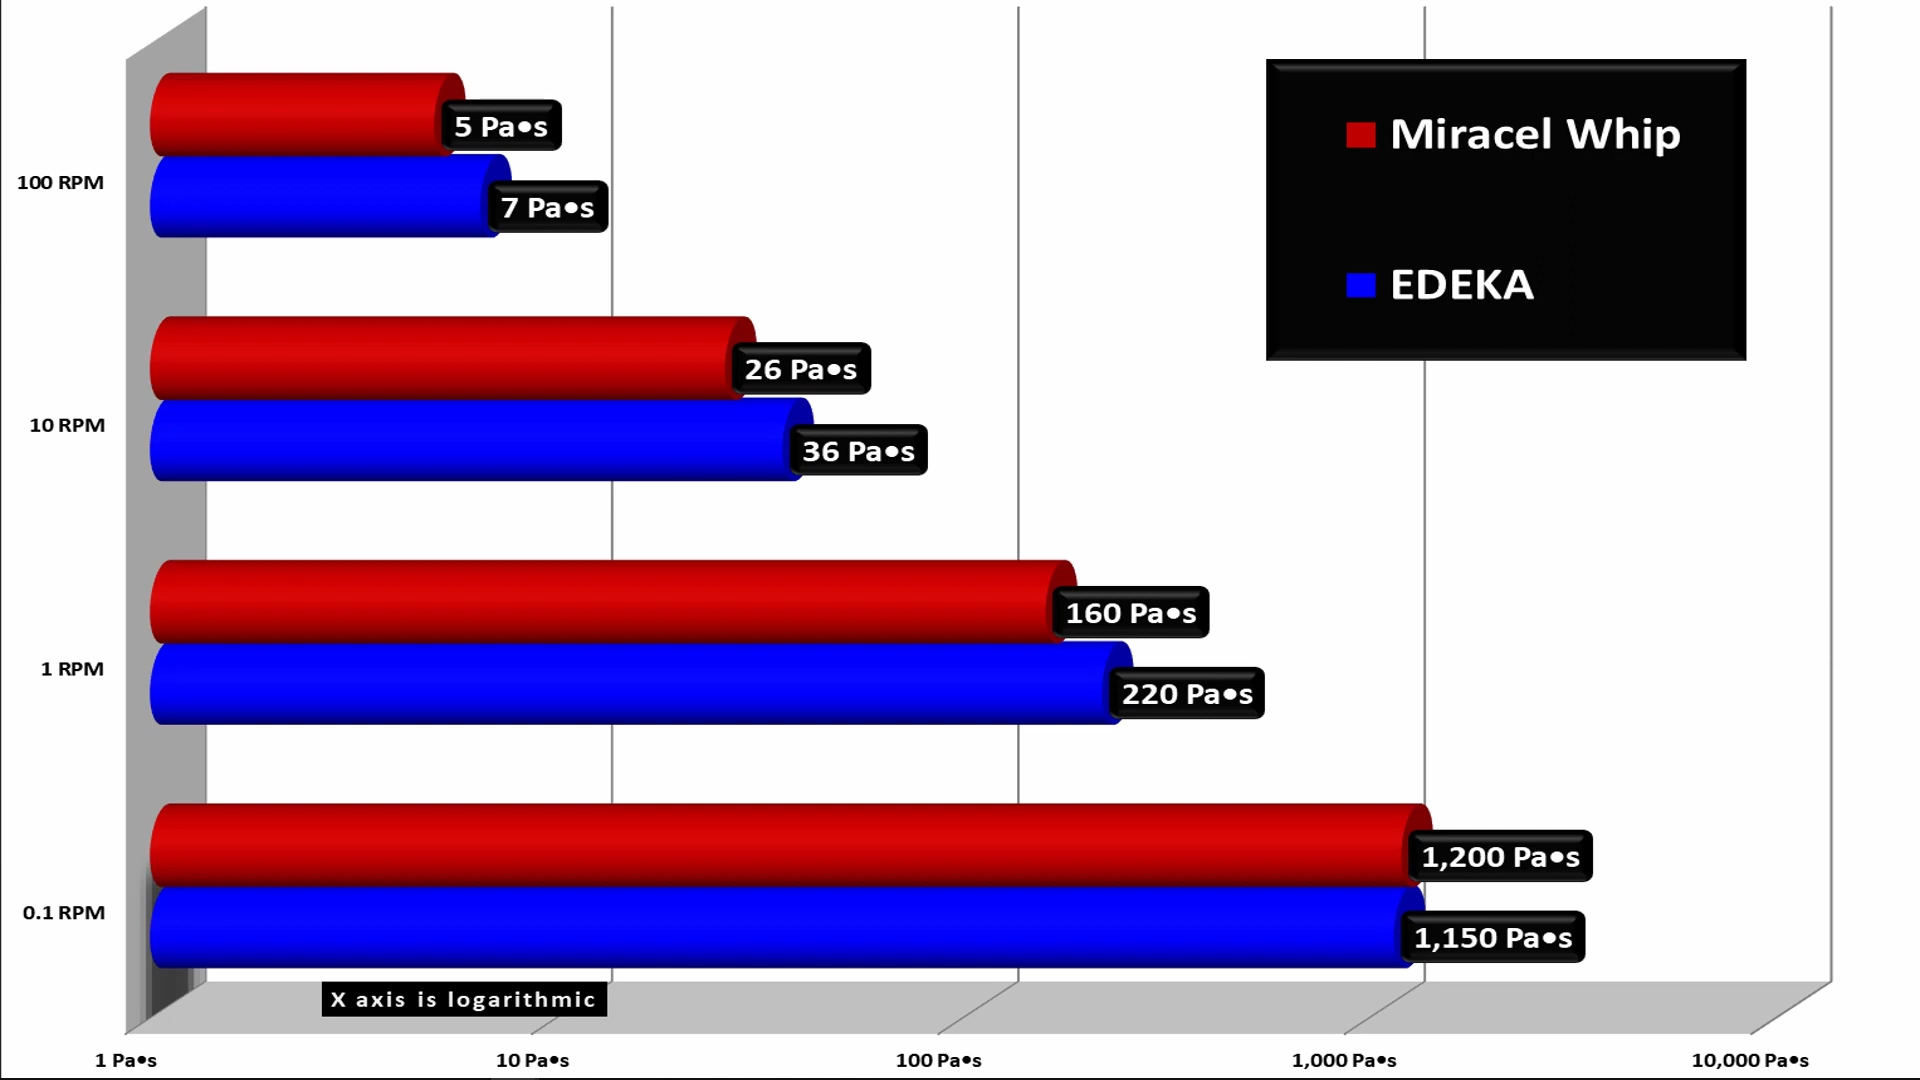 Miracel Whip
EDEKA
100 RPM
5 Pa•s
7 Pa•s
10 RPM
26 Pa•s
36 Pa•s
1 RPM
160 Pa•s
220 Pa•s
0.1 RPM
1,200 Pa•s
1,150 Pa•s
X axis is logarithmic
1 Pa•s
10 Pa•s
100 Pa•s
1,000 Pa•s
10,000 Pa•s